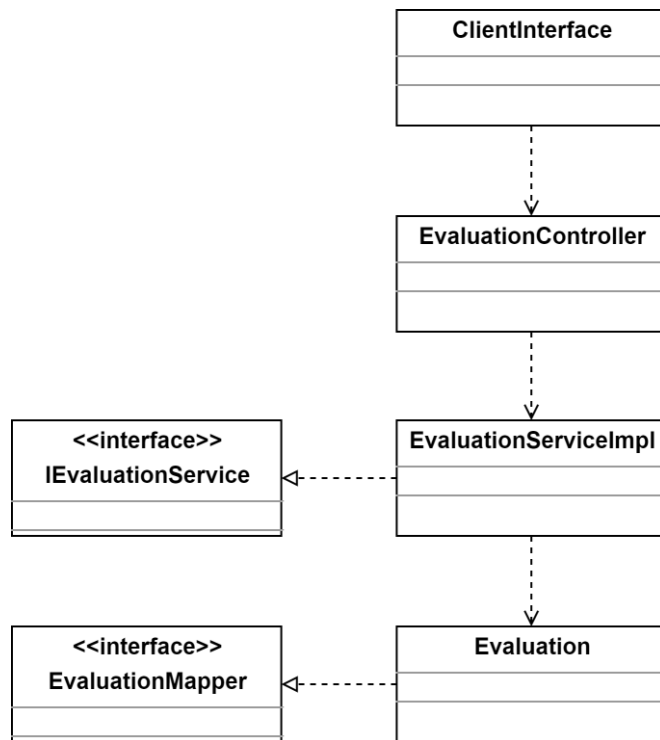 ClientInterface
EvaluationController
<<interface>>
IEvaluationService
EvaluationServiceImpl
<<interface>>
EvaluationMapper
Evaluation